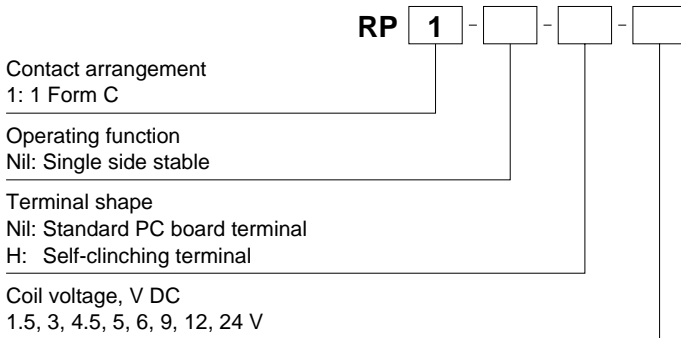 RP 1 - - -
Contact arrangement
1: 1 Form C
Operating function
Nil: Single side stable
Terminal shape
Nil: Standard PC board terminal
H: Self-clinching terminal
Coil voltage, V DC
1.5, 3, 4.5, 5, 6, 9, 12, 24 V